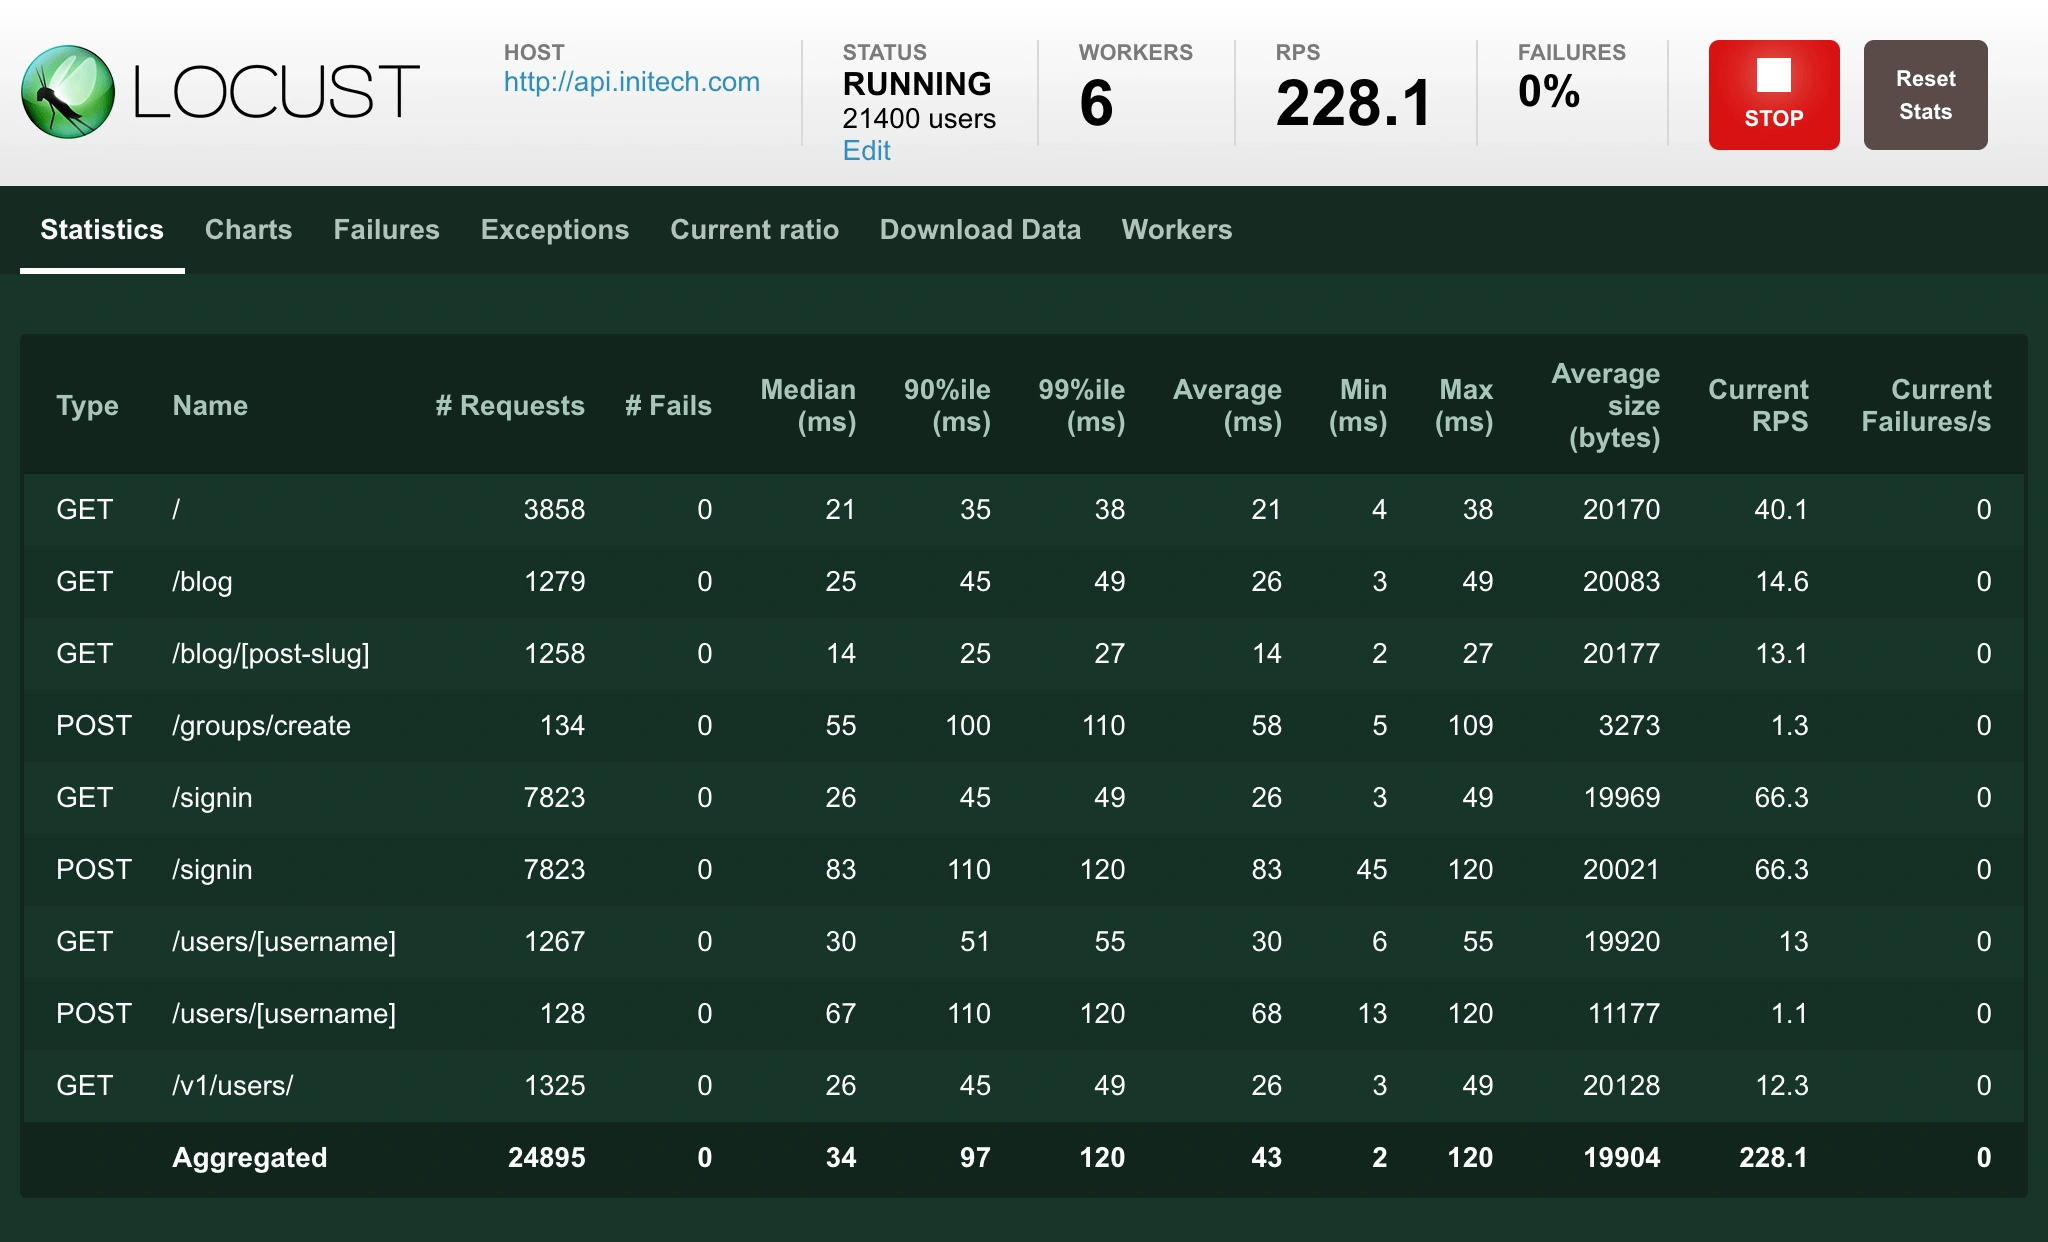 LOCUST
HOST
http://api.initech.com
STATUS
RUNNING
21400 users
Edit
WORKERS
6
RPS
228.1
FAILURES
0%
STOP
Reset
Stats
Statistics Charts Failures Exceptions Current ratio Download Data Workers
Type Name # Requests # Fails Median (ms) 90%ile (ms) 99%ile (ms) Average (ms) Min (ms) Max (ms) Average size (bytes) Current RPS Current Failures/s
GET / 3858 0 21 35 38 21 4 38 20170 40.1 0
GET /blog 1279 0 25 45 49 26 3 49 20083 14.6 0
GET /blog/[post-slug] 1258 0 14 25 27 14 2 27 20177 13.1 0
POST /groups/create 134 0 55 100 110 58 5 109 3273 1.3 0
GET /signin 7823 0 26 45 49 26 3 49 19969 66.3 0
POST /signin 7823 0 83 110 120 83 45 120 20021 66.3 0
GET /users/[username] 1267 0 30 51 55 30 6 55 19920 13 0
POST /users/[username] 128 0 67 110 120 68 13 120 11177 1.1 0
GET /v1/users/ 1325 0 26 45 49 26 3 49 20128 12.3 0
Aggregated 24895 0 34 97 120 43 2 120 19904 228.1 0